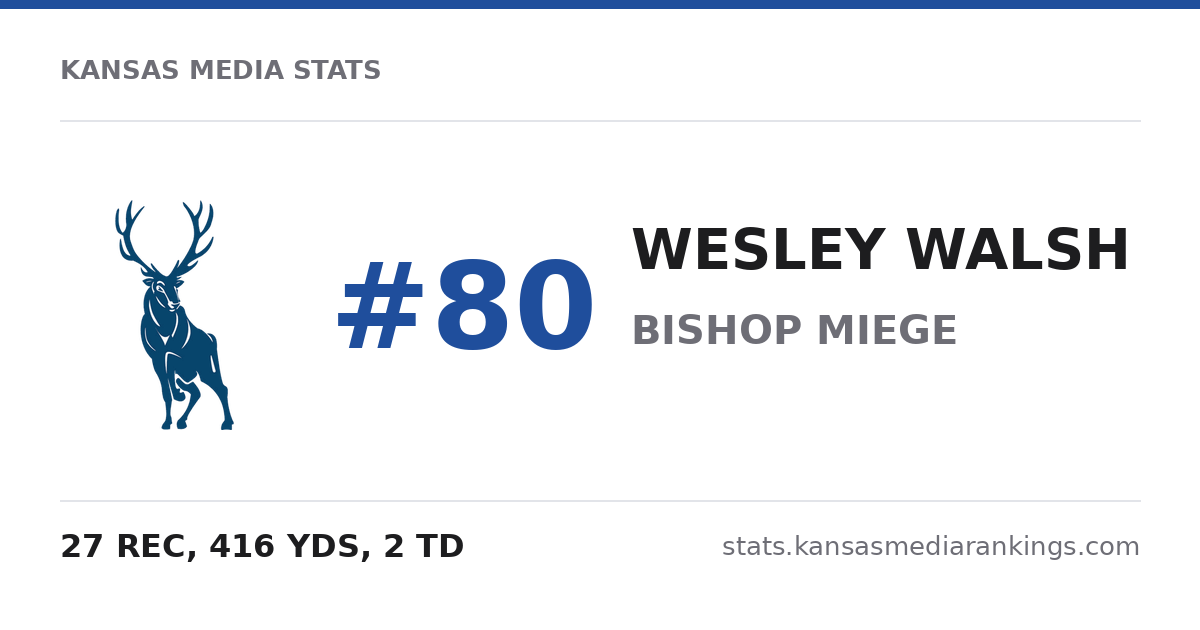 KANSAS MEDIA STATS
#80
WESLEY WALSH
BISHOP MIEGE
27 REC, 416 YDS, 2 TD
stats.kansasmediarankings.com